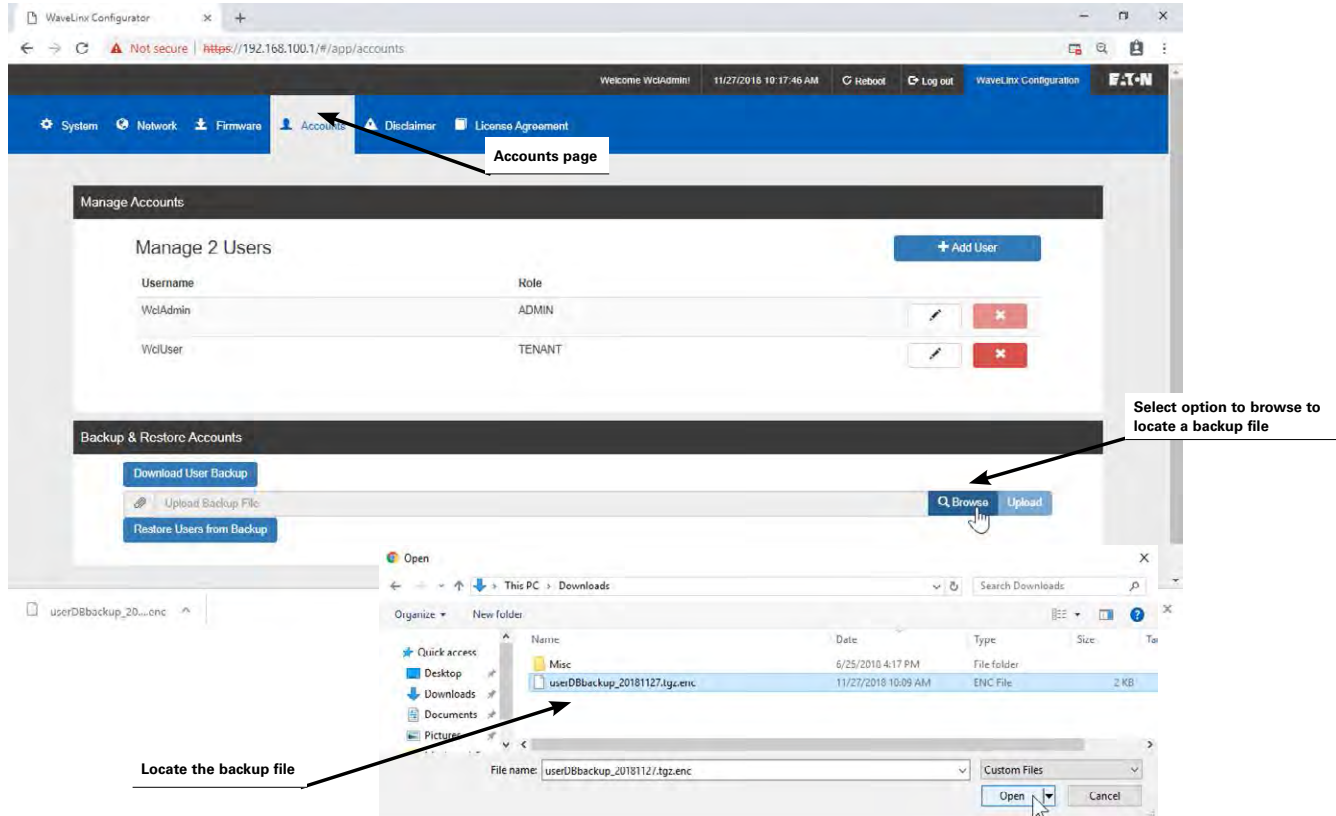 WaveLinx Configurator
Not secure | https://192.168.100.1/#/app/accounts
Welcome WclAdmin! 11/27/2018 10:17:46 AM Reboot Log out WaveLinx Configuration EATON
System Network Firmware Accounts Disclaimer License Agreement
Accounts page
Manage Accounts
Manage 2 Users
Add User
Username Role
WclAdmin ADMIN
WclUser TENANT
Select option to browse to
locate a backup file
Backup & Restore Accounts
Download User Backup
Upload Backup File Browse Upload
Restore Users from Backup
Open
This PC > Downloads Search Downloads
userDBbackup_20....enc
Organize New folder
Name Date Type Size
Quick access
Misc 6/25/2018 4:17 PM File folder
Desktop
userDBbackup_20181127.tgz.enc 11/27/2018 10:09 AM ENC File 2 KB
Downloads
Documents
Pictures
Locate the backup file
File name: userDBbackup_20181127.tgz.enc Custom Files
Open Cancel